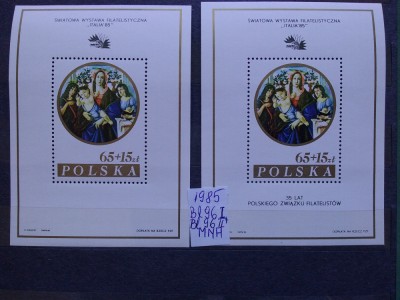 ŚWIATOWA WYSTAWA FILATELISTYCZNA
„ITALIA'85"
65+15zł
POLSKA
ŚWIATOWA WYSTAWA FILATELISTYCZNA
„ITALIA'85"
65+15zł
POLSKA
35 LAT
POLSKIEGO ZWIĄZKU FILATELISTÓW
1985
Bl 96 I
Bl 96 II
MNH